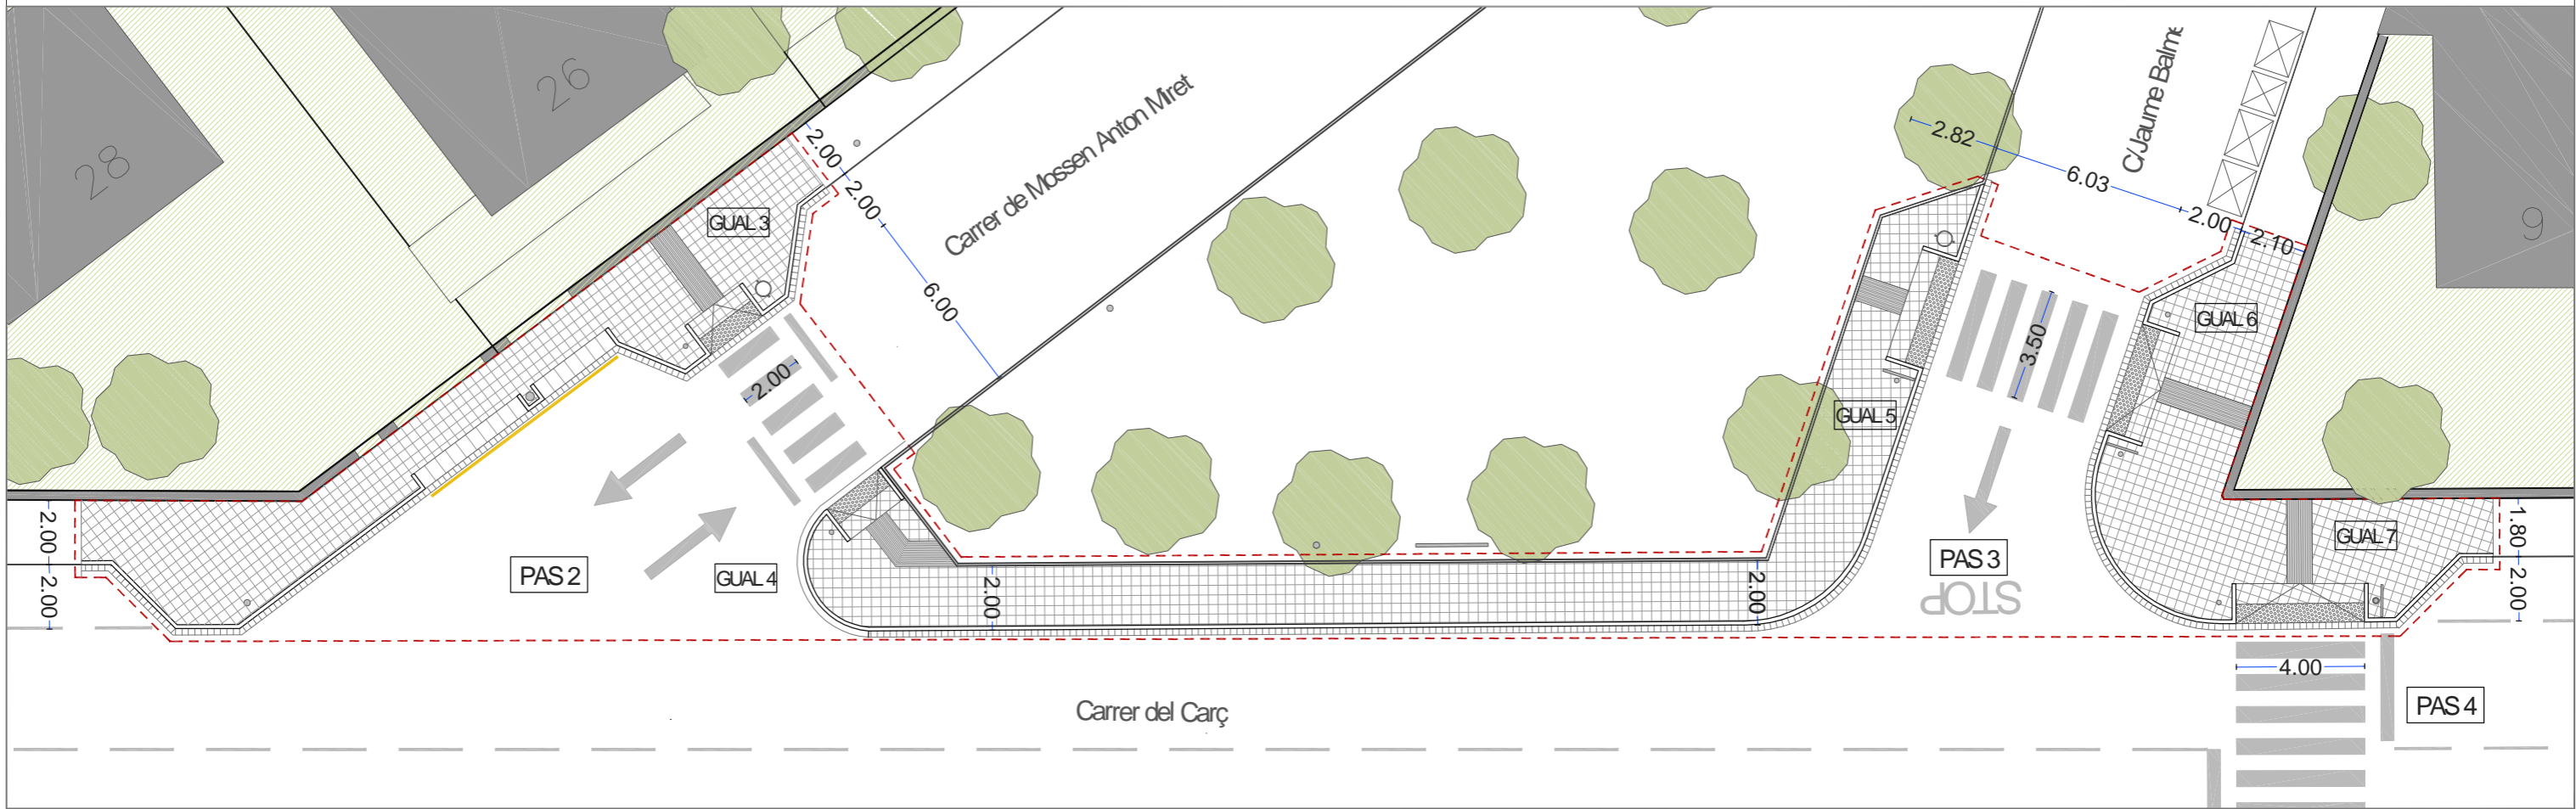 28
26
2.00
2.00
6.00
Carrer de Mossen Anton Miret
GUAL 3
2.82
6.03
2.00
2.10
C/Jaume Balme
9
GUAL 6
3.50
2.00
GUAL 5
2.00
2.00
PAS 2
GUAL 4
2.00
2.00
PAS 3
STOP
GUAL 7
1.80
2.00
4.00
PAS 4
Carrer del Carç